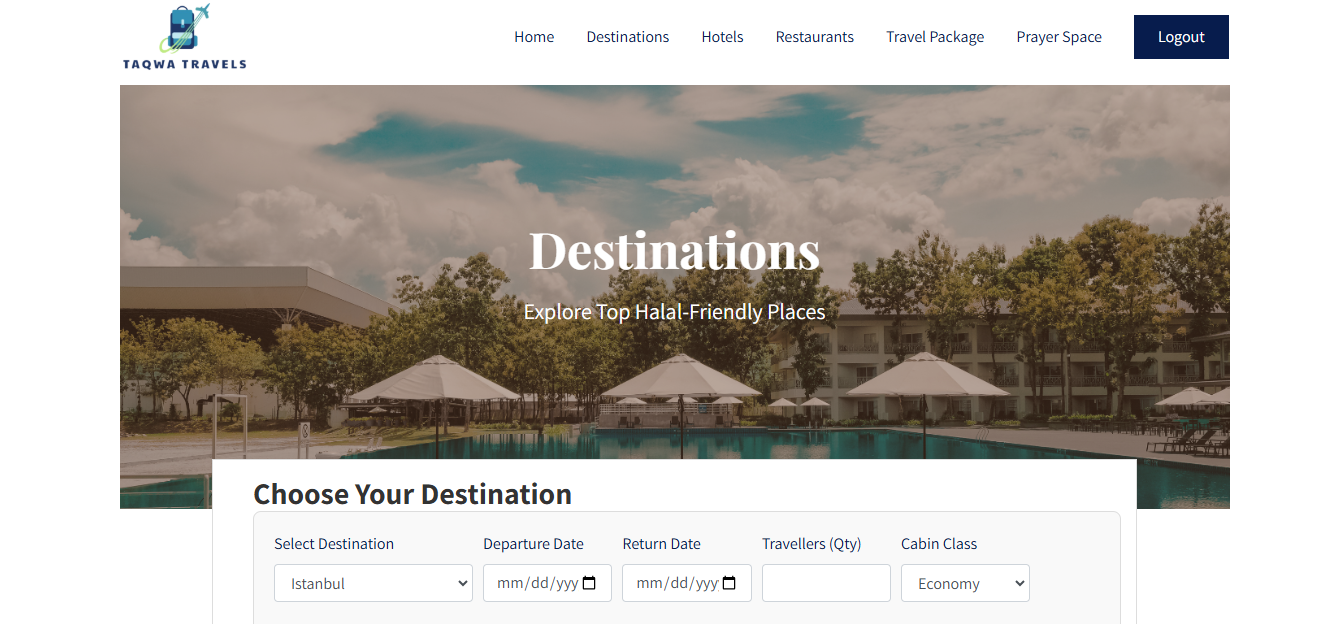 TAQWA TRAVELS
Home Destinations Hotels Restaurants Travel Package Prayer Space Logout
Destinations
Explore Top Halal-Friendly Places
Choose Your Destination
Select Destination Departure Date Return Date Travellers (Qty) Cabin Class
Istanbul mm/dd/yyy mm/dd/yyy Economy